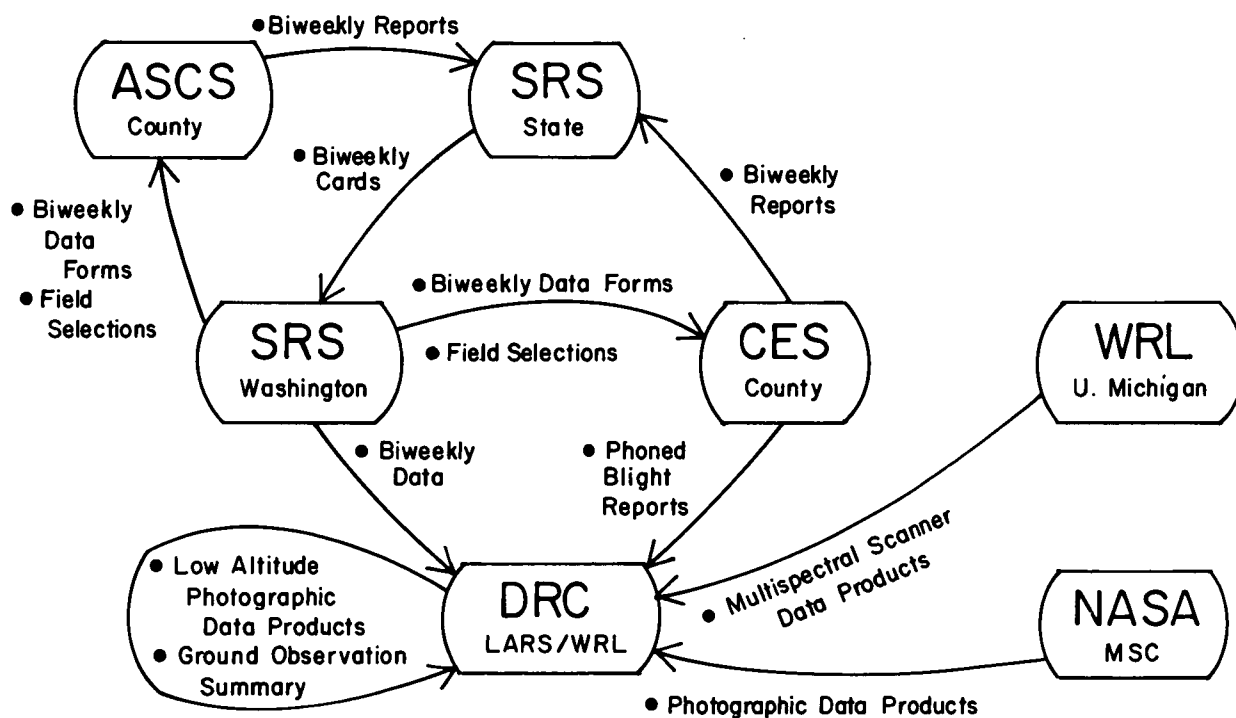 ● Biweekly Reports
ASCS
County
SRS
State
● Biweekly
Cards
● Biweekly
Reports
● Biweekly
Data
Forms
● Field
Selections
● Biweekly Data Forms
● Field Selections
SRS
Washington
CES
County
WRL
U. Michigan
● Biweekly
Data
● Phoned
Blight
Reports
● Multispectral Scanner
Data Products
● Low Altitude
Photographic
Data Products
● Ground Observation
Summary
DRC
LARS/WRL
NASA
MSC
● Photographic Data Products